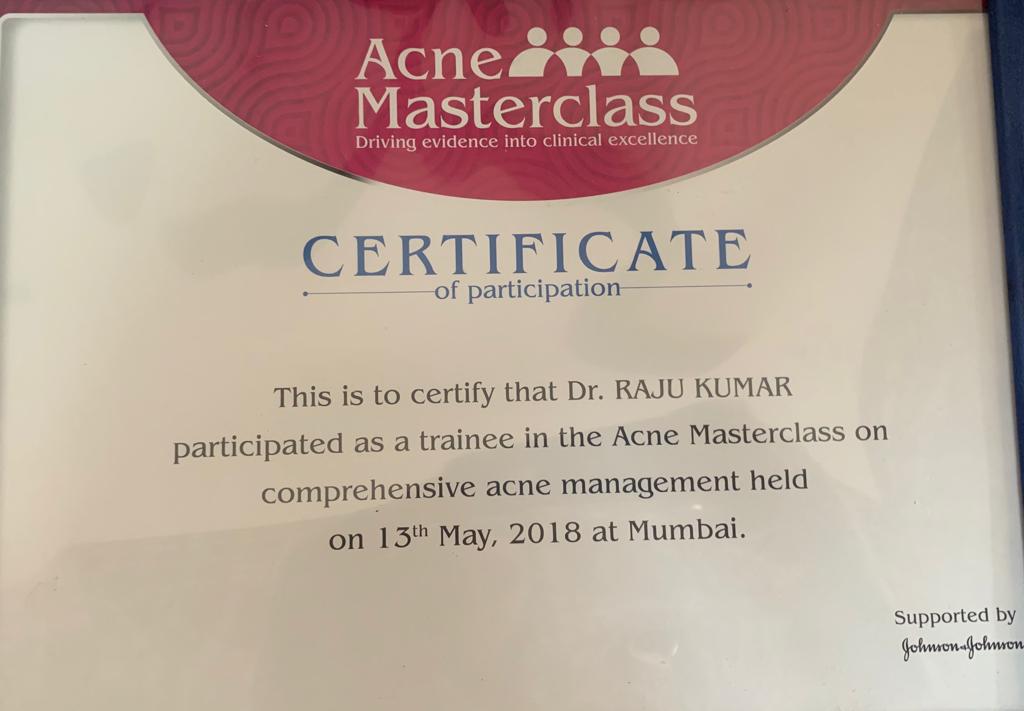 Acne
Masterclass
Driving evidence into clinical excellence
CERTIFICATE
of participation
This is to certify that Dr. RAJU KUMAR
participated as a trainee in the Acne Masterclass on
comprehensive acne management held
on 13th May, 2018 at Mumbai.
Supported by
Johnson & Johnson